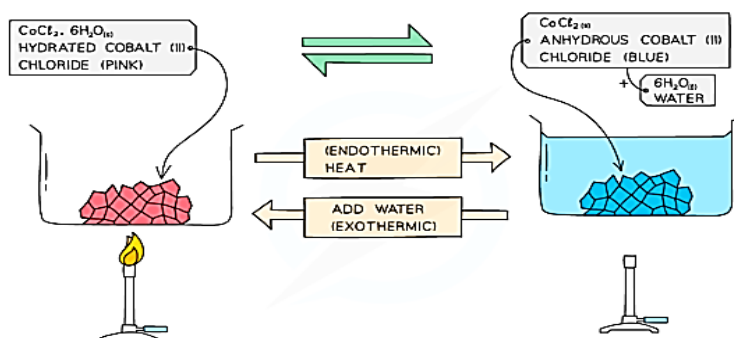 CoCl₂. 6H₂O(s)
HYDRATED COBALT (II)
CHLORIDE (PINK)
CoCl₂ (s)
ANHYDROUS COBALT (II)
CHLORIDE (BLUE)
+ 6H₂O(l)
WATER
(ENDOTHERMIC)
HEAT
ADD WATER
(EXOTHERMIC)